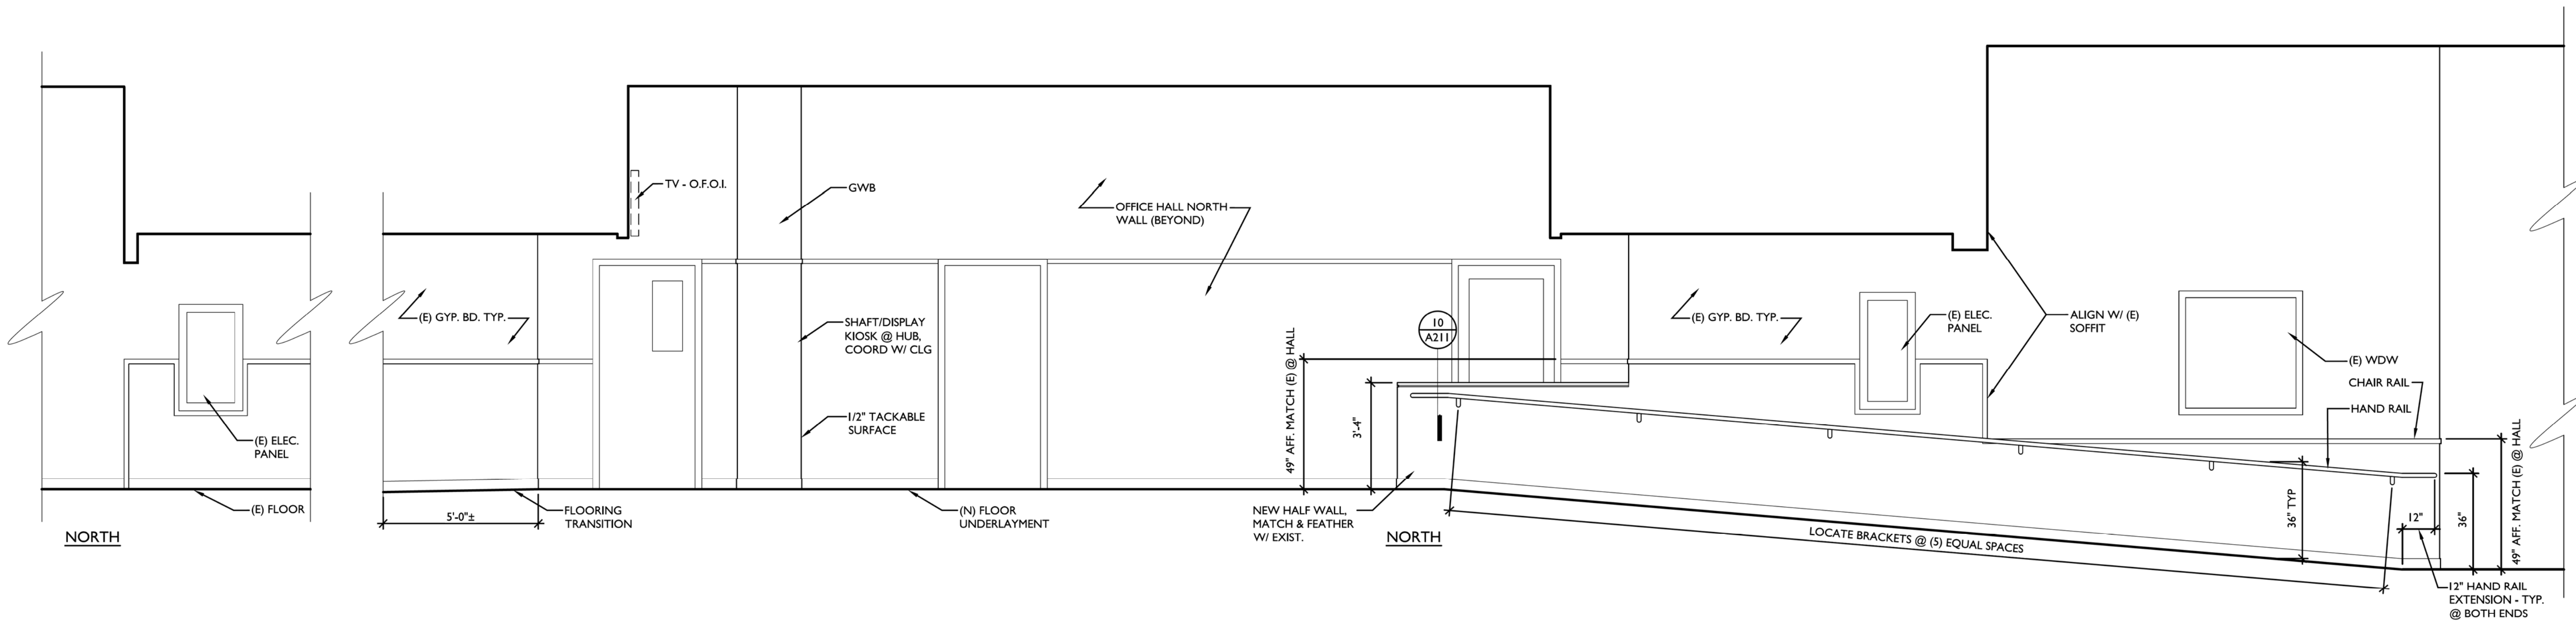 TV - O.F.O.I.
GWB
OFFICE HALL NORTH
WALL (BEYOND)
(E) GYP. BD. TYP.
SHAFT/DISPLAY
KIOSK @ HUB,
COORD W/ CLG
1/2" TACKABLE
SURFACE
(E) ELEC.
PANEL
(E) FLOOR
NORTH
5'-0"±
FLOORING
TRANSITION
(N) FLOOR
UNDERLAYMENT
10
A211
49" AFF. MATCH (E) @ HALL
3'-4"
NEW HALF WALL,
MATCH & FEATHER
W/ EXIST.
NORTH
(E) GYP. BD. TYP.
(E) ELEC.
PANEL
ALIGN W/ (E)
SOFFIT
(E) WDW
CHAIR RAIL
HAND RAIL
LOCATE BRACKETS @ (5) EQUAL SPACES
36" TYP
12"
36"
49" AFF. MATCH (E) @ HALL
12" HAND RAIL
EXTENSION - TYP.
@ BOTH ENDS